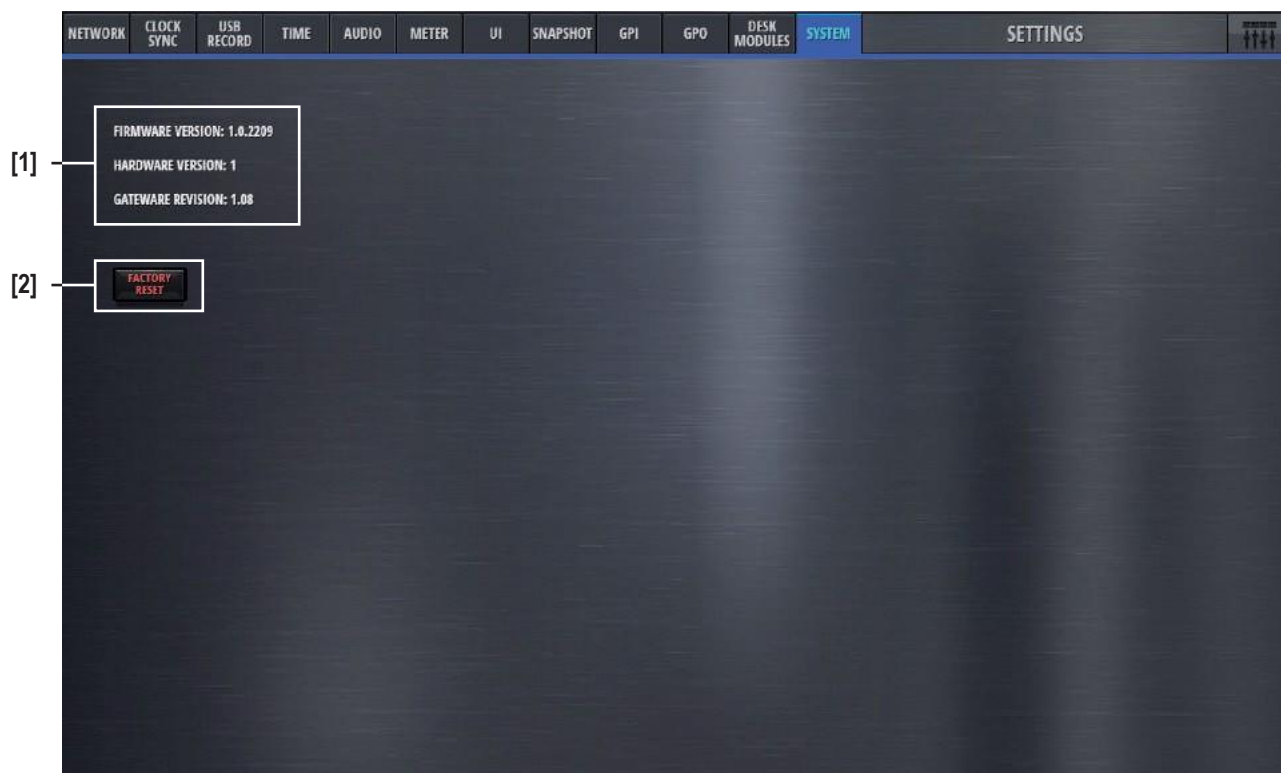 NETWORK
CLOCK
SYNC
USB
RECORD
TIME
AUDIO
METER
UI
SNAPSHOT
GPI
GPO
DESK
MODULES
SYSTEM
SETTINGS
[1]
FIRMWARE VERSION: 1.0.2209
HARDWARE VERSION: 1
GATEWARE REVISION: 1.08
[2]
FACTORY
RESET